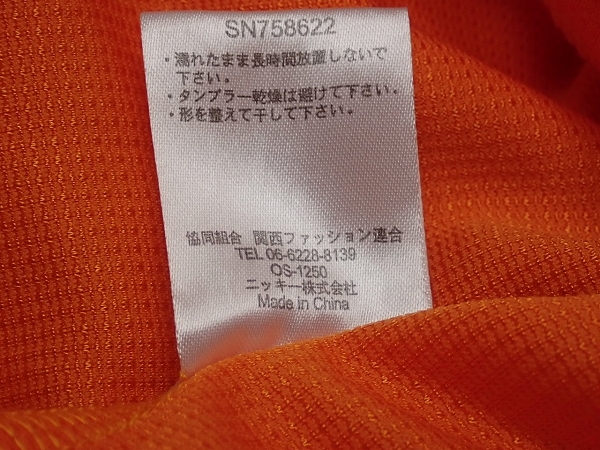 SN758622
・濡れたまま長時間放置しないで
下さい。
・タンブラー乾燥は避けて下さい。
・形を整えて干して下さい。
協同組合 関西ファッション連合
TEL 06-6228-8139
OS-1250
ニッキー株式会社
Made in China